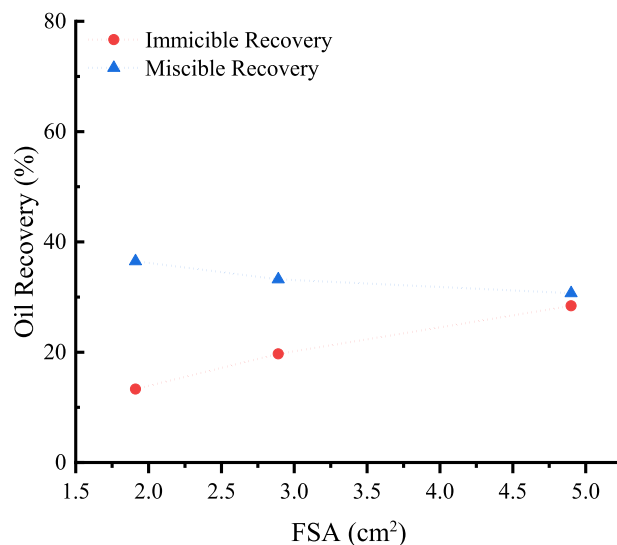 80
60
40
20
0
Oil Recovery (%)
Immicible Recovery
Miscible Recovery
1.5 2.0 2.5 3.0 3.5 4.0 4.5 5.0
FSA (cm²)